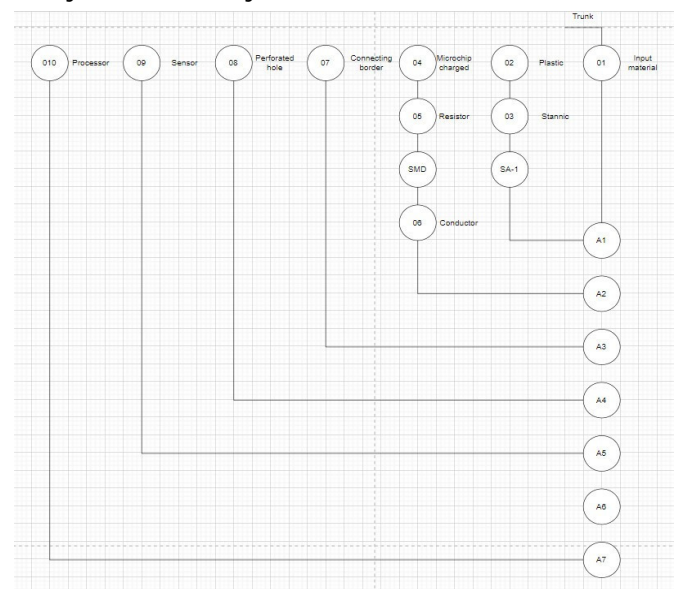 Trunk
010 Processor 09 Sensor 08 Perforated hole 07 Connecting border 04 Microchip charged 02 Plastic 01 Input material
05 Resistor 03 Stannic
SMD SA-1
06 Conductor
A1
A2
A3
A4
A5
A6
A7